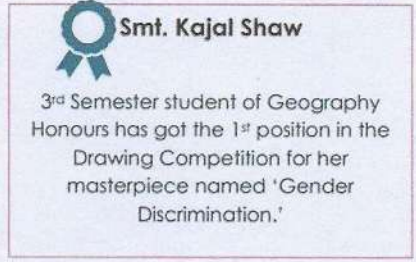 Smt. Kajal Shaw
3rd Semester student of Geography
Honours has got the 1st position in the
Drawing Competition for her
masterpiece named ‘Gender
Discrimination.’